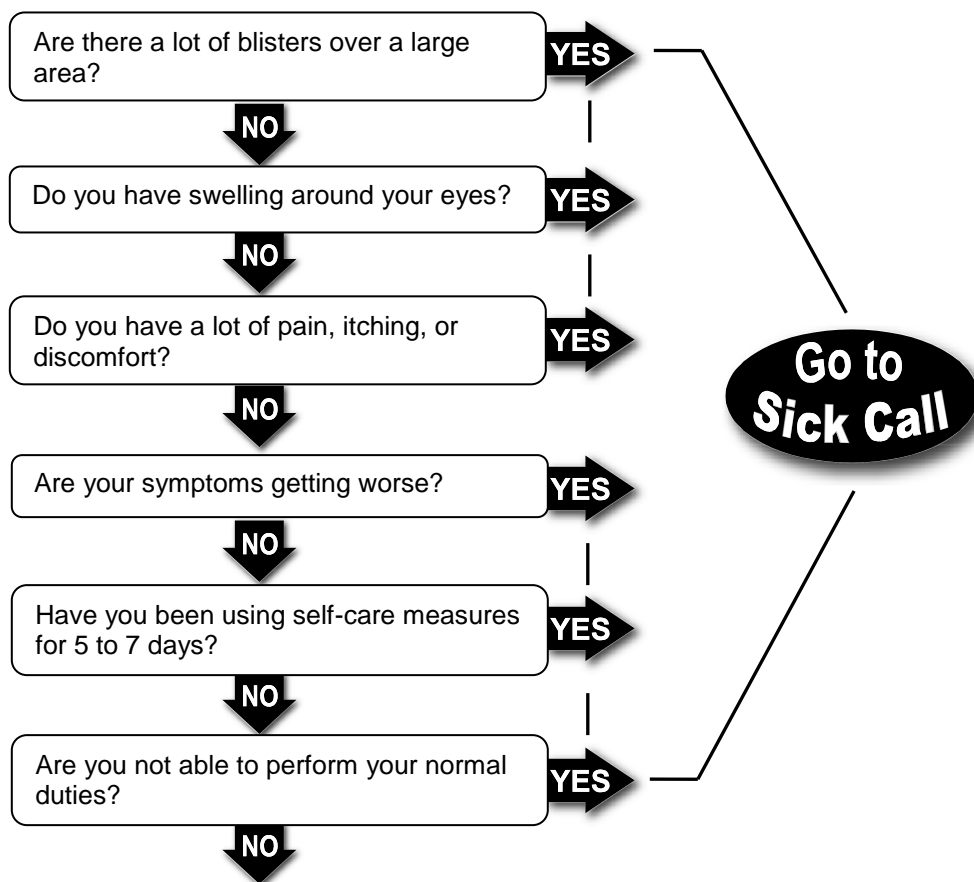 Are there a lot of blisters over a large
area?
YES
NO
Do you have swelling around your eyes?
YES
NO
Do you have a lot of pain, itching, or
discomfort?
YES
NO
Go to
Sick Call
Are your symptoms getting worse?
YES
NO
Have you been using self-care measures
for 5 to 7 days?
YES
NO
Are you not able to perform your normal
duties?
YES
NO